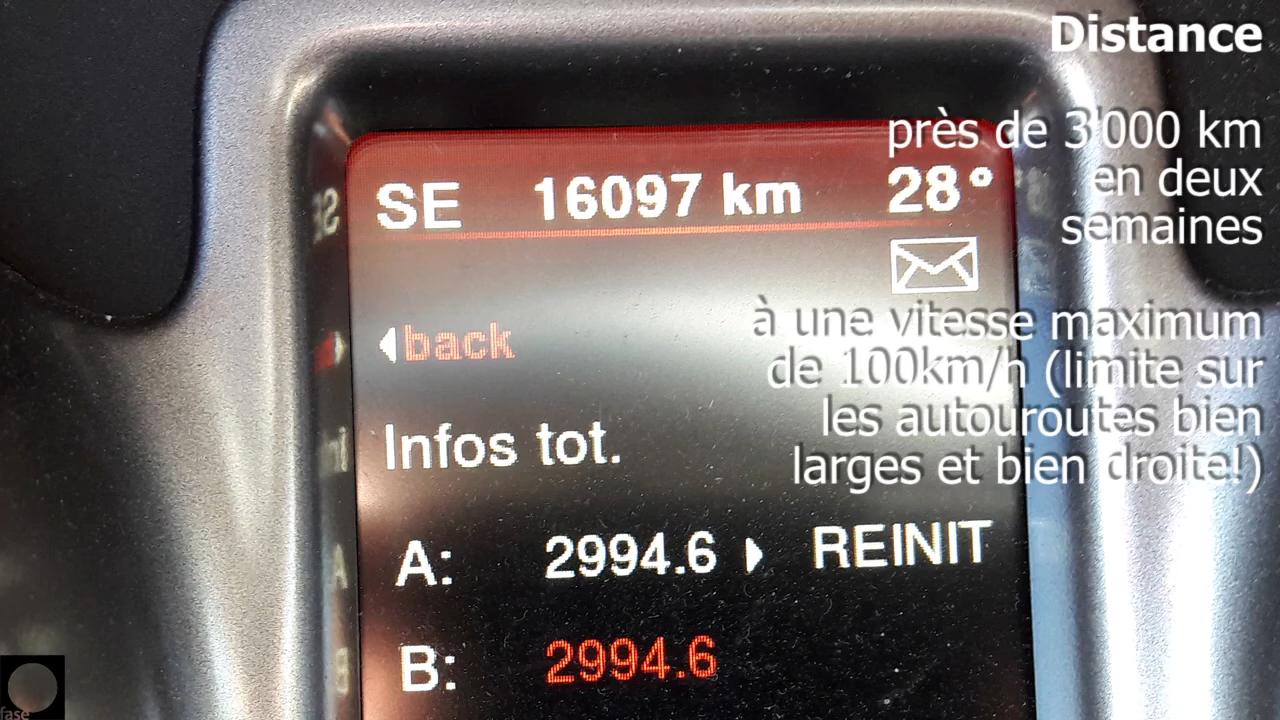 Distance
près de 3'000 km
en deux
semaines
à une vitesse maximum
de 100km/h (limite sur
les autouroutes bien
larges et bien droite!)
SE 16097 km 28°
back
Infos tot.
A: 2994.6 REINIT
B: 2994.6
fase